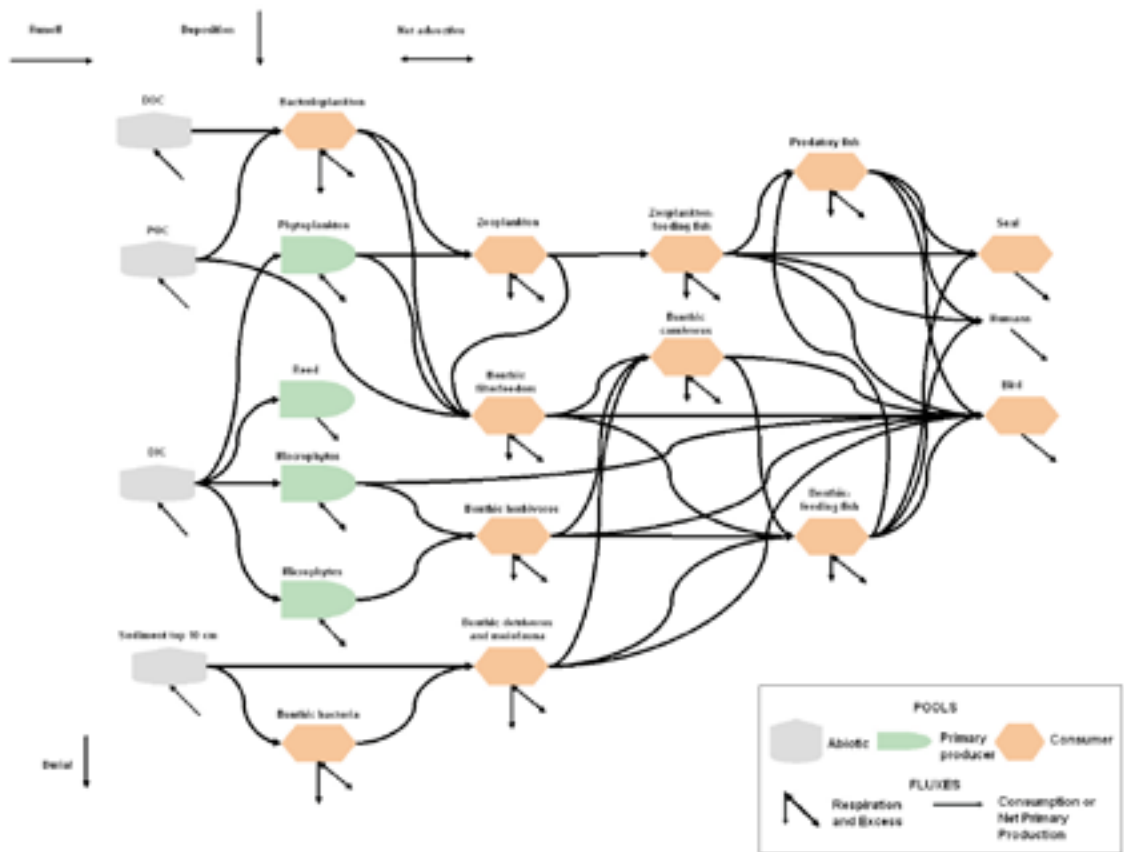 Runoff
Deposition
Net advection
DOC
Bacterioplankton
Predatory fish
POC
Phytoplankton
Zooplankton
Zooplankton-
feeding fish
Seal
Humans
Benthic
carnivores
Reed
Benthic
filterfeeders
Bird
DIC
Macrophytes
Benthic herbivores
Benthic-
feeding fish
Microphytes
Sediment top 10 cm
Benthic detrivores
and meiofauna
Benthic bacteria
Burial
POOLS
Abiotic
Primary
producer
Consumer
FLUXES
Respiration
and Excess
Consumption or
Net Primary
Production